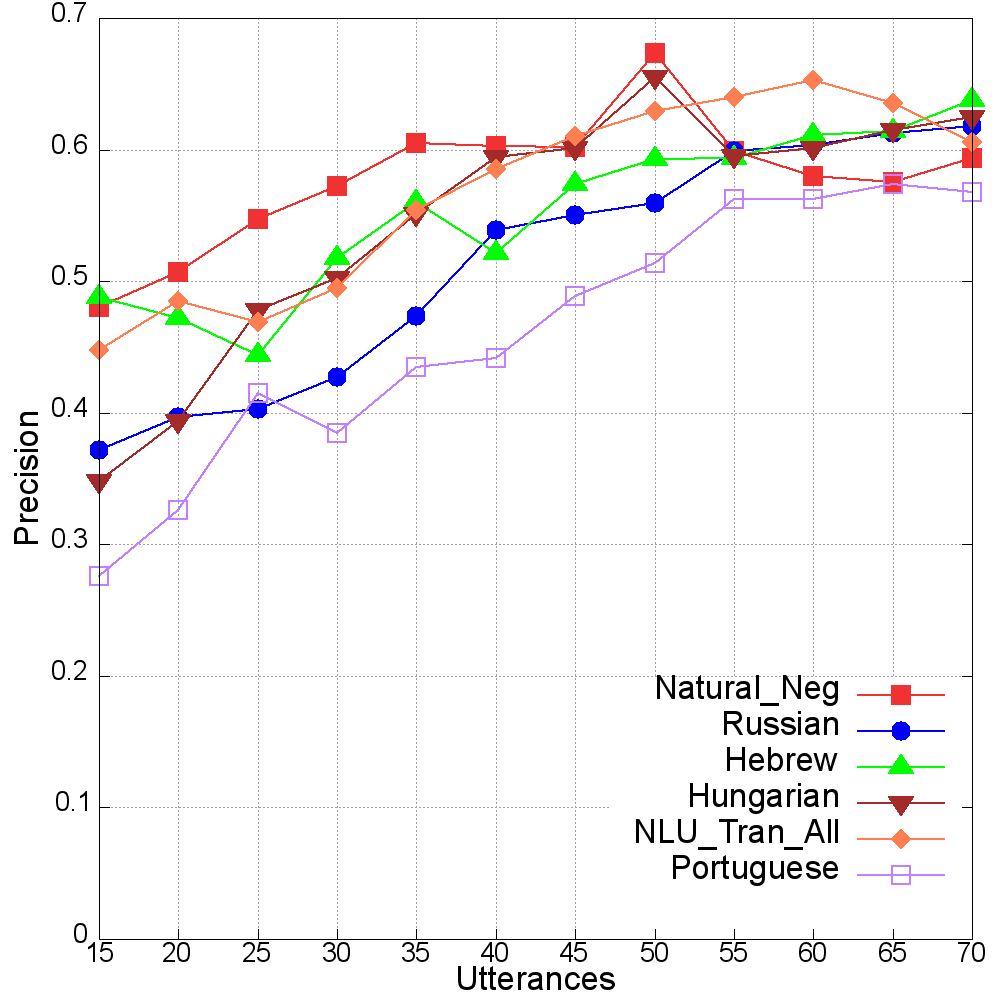 0.7
0.6
0.5
0.4
0.3
0.2
0.1
0
Precision
Natural_Neg
Russian
Hebrew
Hungarian
NLU_Tran_All
Portuguese
15 20 25 30 35 40 45 50 55 60 65 70
Utterances